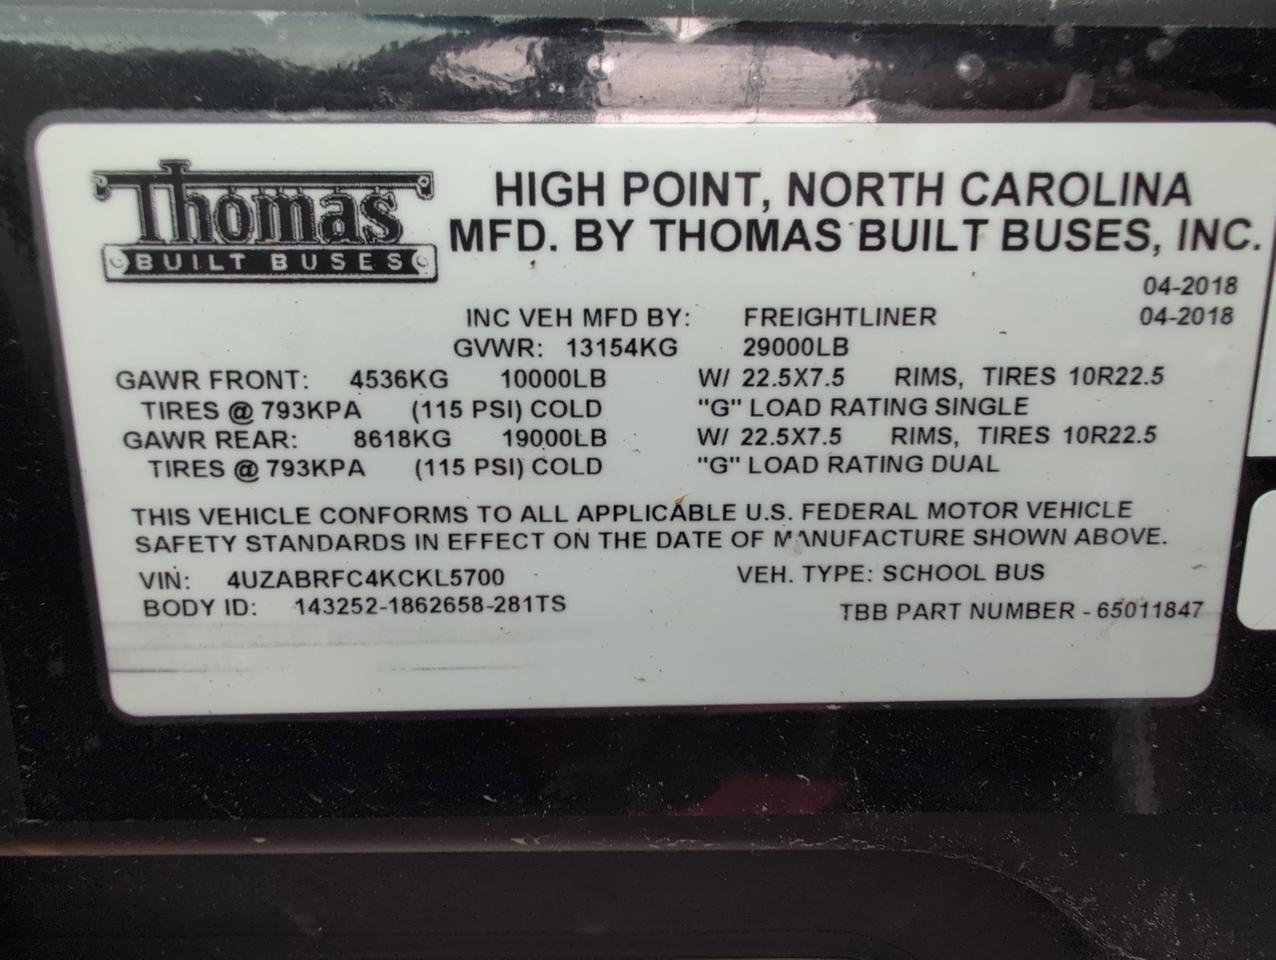 Thomas
BUILT BUSES
HIGH POINT, NORTH CAROLINA
MFD. BY THOMAS BUILT BUSES, INC.
04-2018
INC VEH MFD BY: FREIGHTLINER 04-2018
GVWR: 13154KG 29000LB
GAWR FRONT: 4536KG 10000LB W/ 22.5X7.5 RIMS, TIRES 10R22.5
TIRES @ 793KPA (115 PSI) COLD "G" LOAD RATING SINGLE
GAWR REAR: 8618KG 19000LB W/ 22.5X7.5 RIMS, TIRES 10R22.5
TIRES @ 793KPA (115 PSI) COLD "G" LOAD RATING DUAL
THIS VEHICLE CONFORMS TO ALL APPLICABLE U.S. FEDERAL MOTOR VEHICLE
SAFETY STANDARDS IN EFFECT ON THE DATE OF MANUFACTURE SHOWN ABOVE.
VIN: 4UZABRFC4KCKL5700 VEH. TYPE: SCHOOL BUS
BODY ID: 143252-1862658-281TS TBB PART NUMBER - 65011847